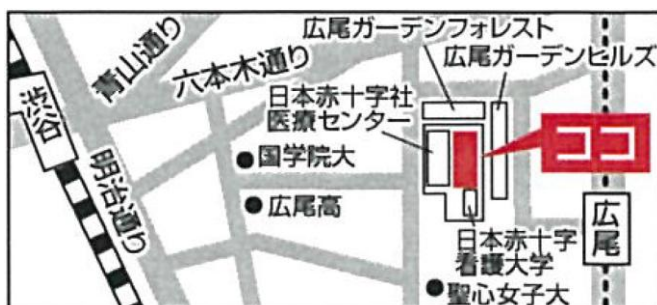 広尾ガーデンフォレスト
広尾ガーデンヒルズ
青山通り
六本木通り
渋谷
明治通り
日本赤十字社
医療センター
国学院大
広尾高
ココ
広尾
日本赤十字
看護大学
聖心女子大